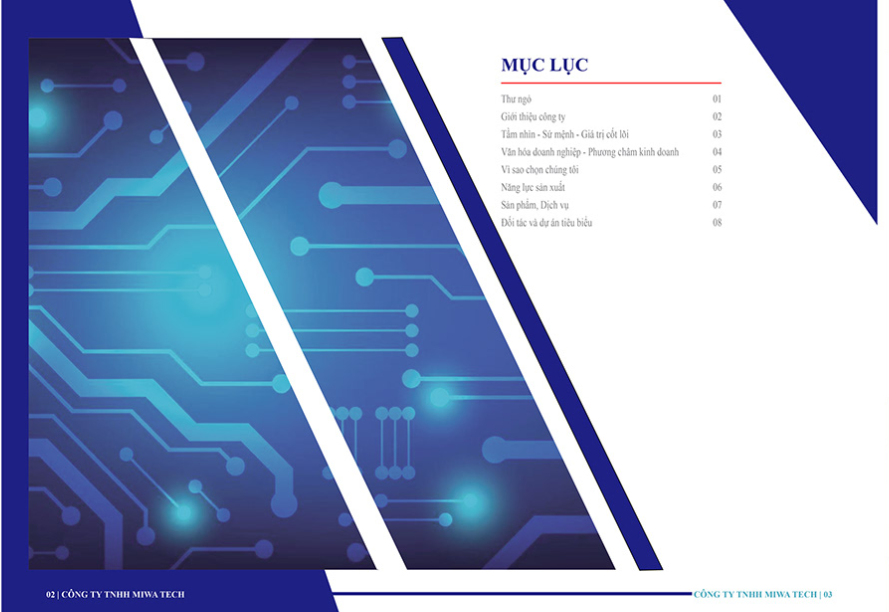 MỤC LỤC
Thư ngỏ 01
Giới thiệu công ty 02
Tầm nhìn - Sứ mệnh - Giá trị cốt lõi 03
Văn hóa doanh nghiệp - Phương châm kinh doanh 04
Vì sao chọn chúng tôi 05
Năng lực sản xuất 06
Sản phẩm, Dịch vụ 07
Đối tác và dự án tiêu biểu 08
02 | CÔNG TY TNHH MIWA TECH
CÔNG TY TNHH MIWA TECH | 03